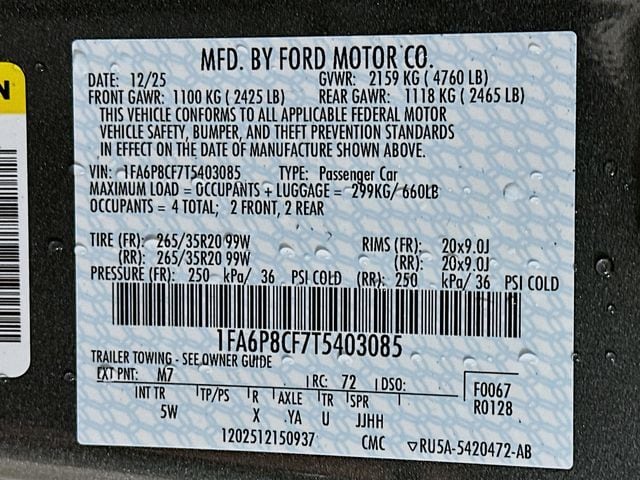 MFD. BY FORD MOTOR CO.
DATE: 12/25 GVWR: 2159 KG ( 4760 LB)
FRONT GAWR: 1100 KG ( 2425 LB) REAR GAWR: 1118 KG ( 2465 LB)
THIS VEHICLE CONFORMS TO ALL APPLICABLE FEDERAL MOTOR
VEHICLE SAFETY, BUMPER, AND THEFT PREVENTION STANDARDS
IN EFFECT ON THE DATE OF MANUFACTURE SHOWN ABOVE.
VIN: 1FA6P8CF7T5403085 TYPE: Passenger Car
MAXIMUM LOAD = OCCUPANTS + LUGGAGE = 299KG/ 660LB
OCCUPANTS = 4 TOTAL; 2 FRONT, 2 REAR
TIRE (FR): 265/35R20 99W RIMS (FR): 20x9.0J
(RR): 265/35R20 99W (RR): 20x9.0J
PRESSURE (FR): 250 kPa/ 36 PSI COLD (RR): 250 kPa/ 36 PSI COLD
1FA6P8CF7T5403085
TRAILER TOWING - SEE OWNER GUIDE
EXT PNT: M7 RC: 72 DSO: F0067
INT TR TP/PS R AXLE TR SPR R0128
5W X YA U JJHH
1202512150937 CMC ▽RU5A-5420472-AB